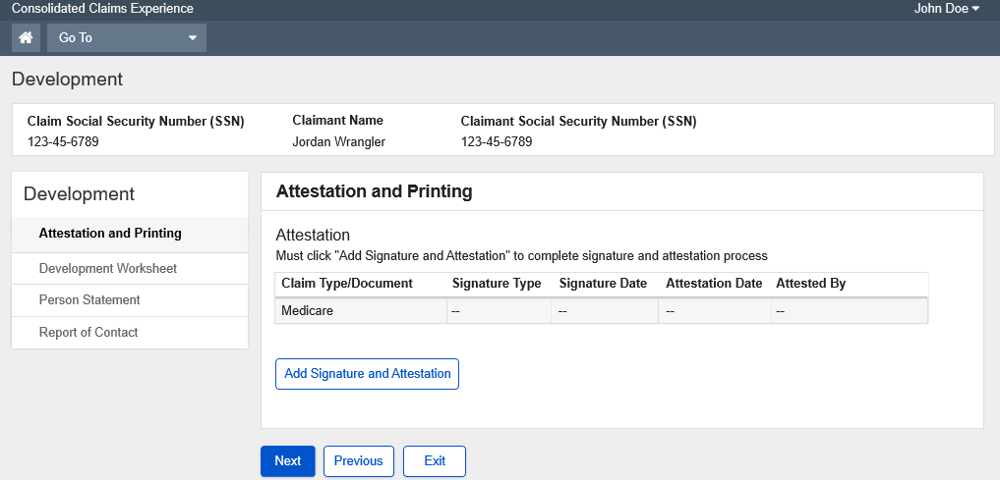 Consolidated Claims Experience
John Doe
Go To
Development
Claim Social Security Number (SSN) Claimant Name Claimant Social Security Number (SSN)
123-45-6789 Jordan Wrangler 123-45-6789
Development
Attestation and Printing
Development Worksheet
Person Statement
Report of Contact
Attestation and Printing
Attestation
Must click "Add Signature and Attestation" to complete signature and attestation process
Claim Type/Document Signature Type Signature Date Attestation Date Attested By
Medicare -- -- -- --
Add Signature and Attestation
Next Previous Exit